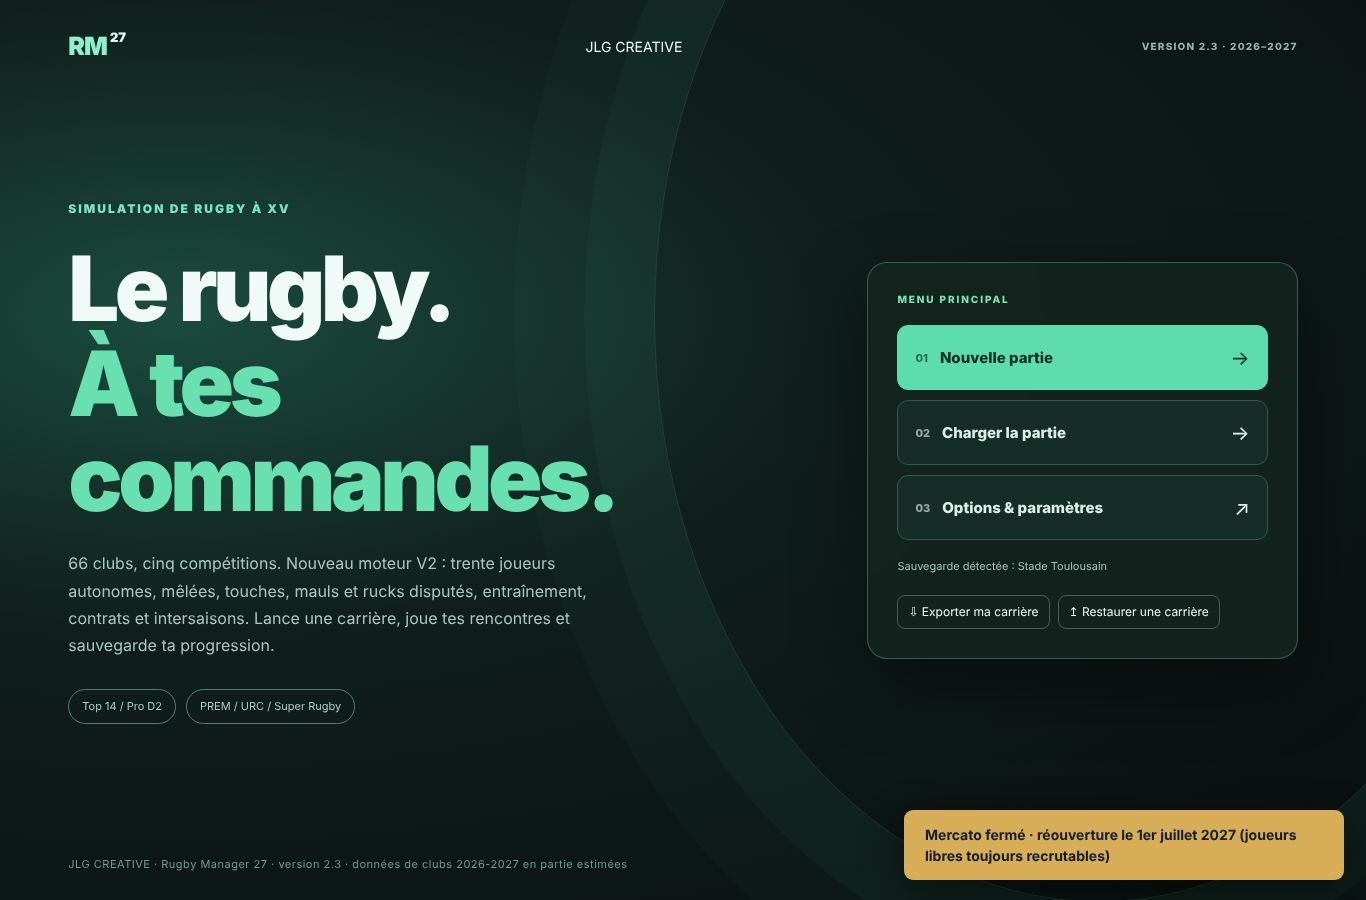 RM 27
JLG CREATIVE
VERSION 2.3 · 2026–2027
SIMULATION DE RUGBY À XV
Le rugby.
À tes
commandes.
66 clubs, cinq compétitions. Nouveau moteur V2 : trente joueurs
autonomes, mêlées, touches, mauls et rucks disputés, entraînement,
contrats et intersaisons. Lance une carrière, joue tes rencontres et
sauvegarde ta progression.
Top 14 / Pro D2
PREM / URC / Super Rugby
MENU PRINCIPAL
01 Nouvelle partie →
02 Charger la partie →
03 Options & paramètres ↗
Sauvegarde détectée : Stade Toulousain
⇩ Exporter ma carrière
↥ Restaurer une carrière
Mercato fermé · réouverture le 1er juillet 2027 (joueurs
libres toujours recrutables)
JLG CREATIVE · Rugby Manager 27 · version 2.3 · données de clubs 2026-2027 en partie estimées